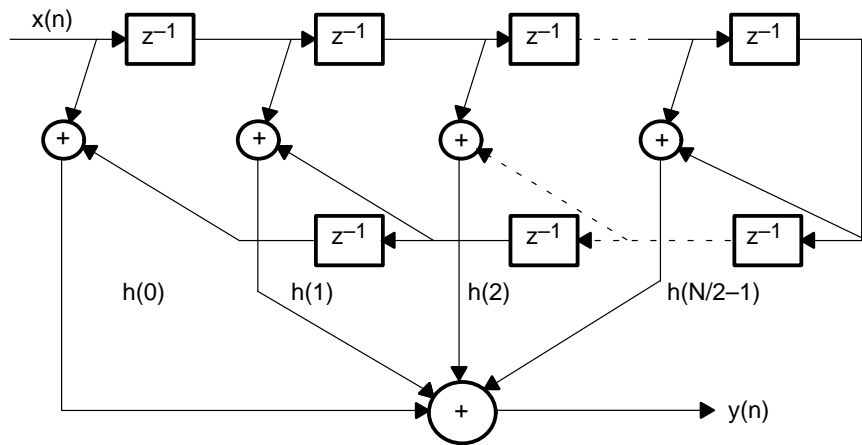 x(n)
z–1 z–1 z–1 z–1
+ + + +
z–1 z–1 z–1
h(0) h(1) h(2) h(N/2–1)
+ y(n)